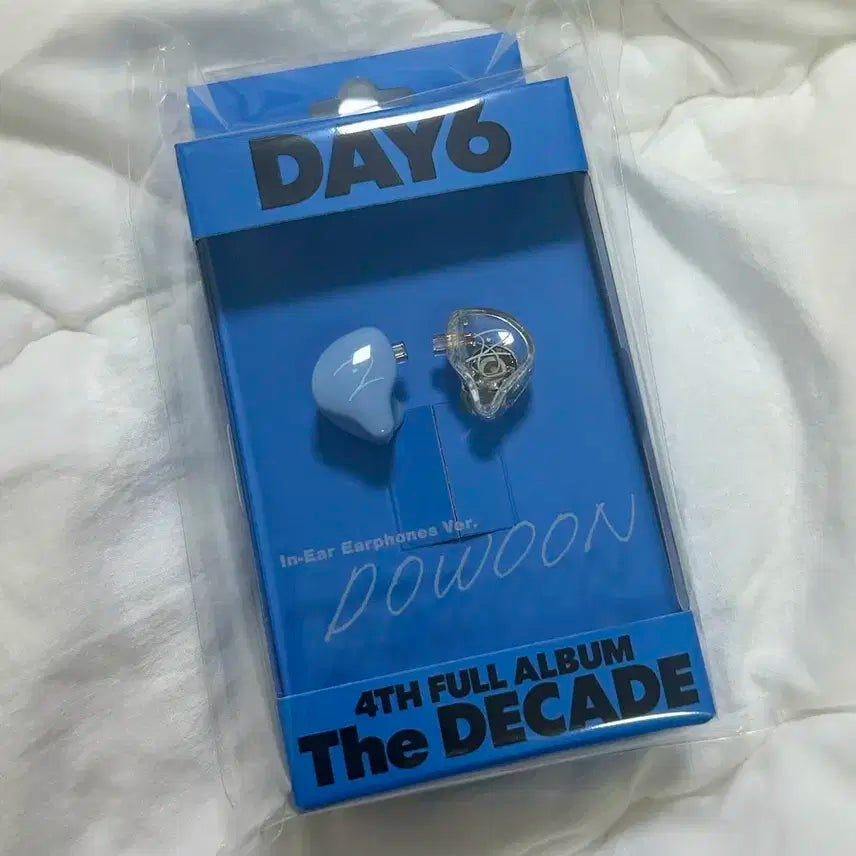 DAY6
In-Ear Earphones Ver.
DOWOON
4TH FULL ALBUM
The DECADE